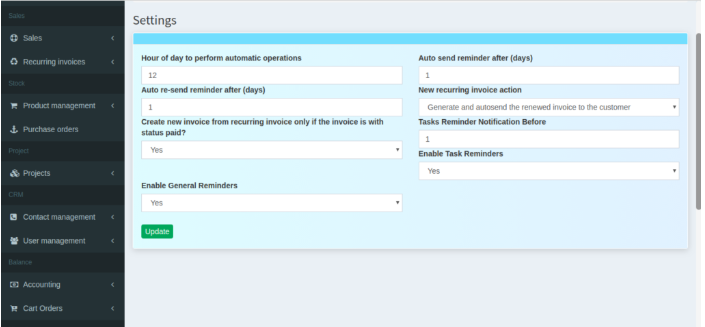 Sales
Sales
Recurring invoices
Stock
Product management
Purchase orders
Project
Projects
CRM
Contact management
User management
Balance
Accounting
Cart Orders
Settings
Hour of day to perform automatic operations
12
Auto send reminder after (days)
1
Auto re-send reminder after (days)
1
New recurring invoice action
Generate and autosend the renewed invoice to the customer
Create new invoice from recurring invoice only if the invoice is with
status paid?
Yes
Tasks Reminder Notification Before
1
Enable Task Reminders
Yes
Enable General Reminders
Yes
Update